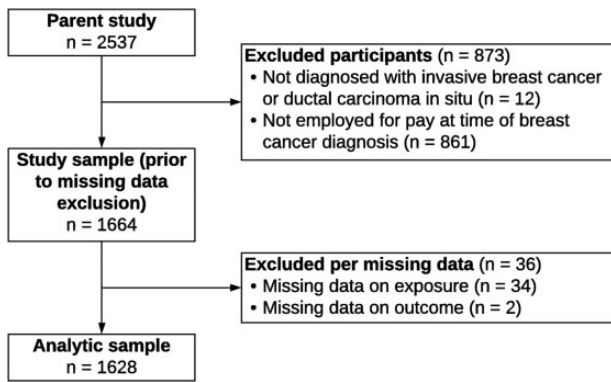 Parent study
n = 2537
Excluded participants (n = 873)
• Not diagnosed with invasive breast cancer
or ductal carcinoma in situ (n = 12)
• Not employed for pay at time of breast
cancer diagnosis (n = 861)
Study sample (prior
to missing data
exclusion)
n = 1664
Excluded per missing data (n = 36)
• Missing data on exposure (n = 34)
• Missing data on outcome (n = 2)
Analytic sample
n = 1628